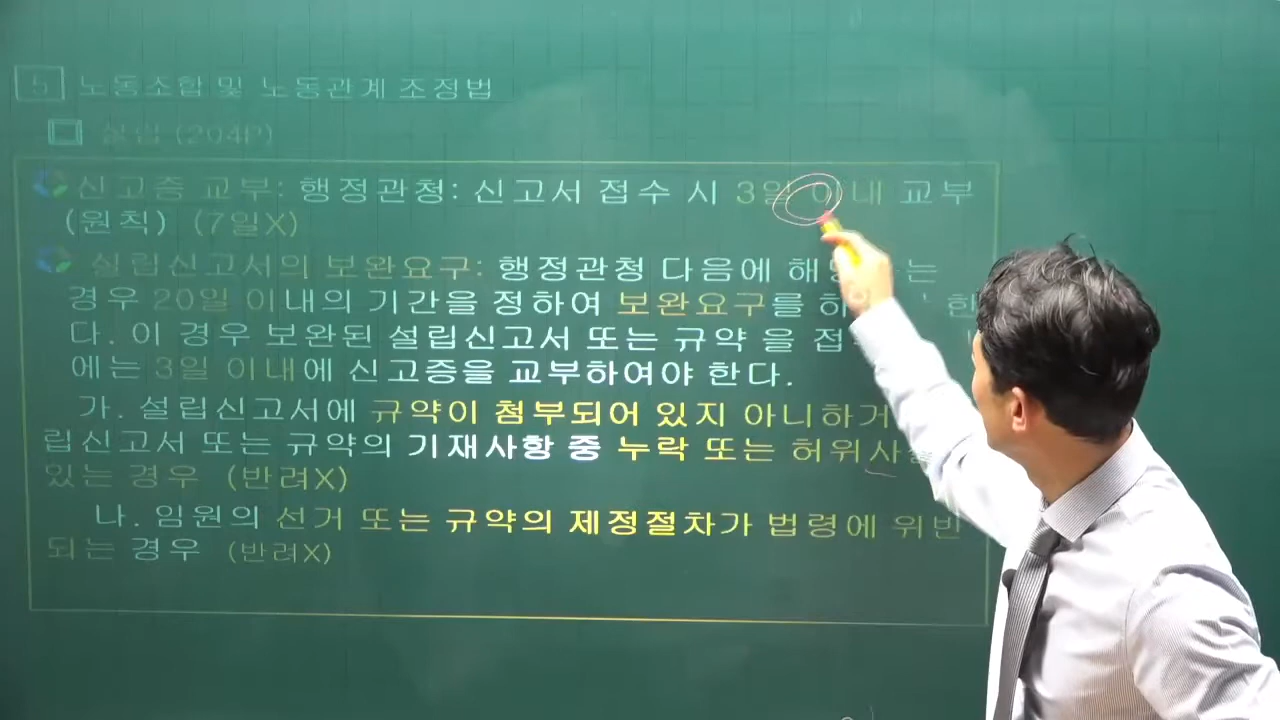 5 노동조합 및 노동관계 조정법
설립 (204P)
신고증 교부: 행정관청: 신고서 접수 시 3일 이내 교부
(원칙) (7일X)
설립신고서의 보완요구: 행정관청 다음에
경우 20일 이내의 기간을 정하여 보완요구를 한
다. 이 경우 보완된 설립신고서 또는 규약 을
에는 3일 이내에 신고증을 교부하여야 한다.
가. 설립신고서에 규약이 첨부되어 있지 아니하거
립신고서 또는 규약의 기재사항 중 누락 또는
있는 경우 (반려X)
나. 임원의 선거 또는 규약의 제정절차가 법령에 위반
되는 경우 (반려X)